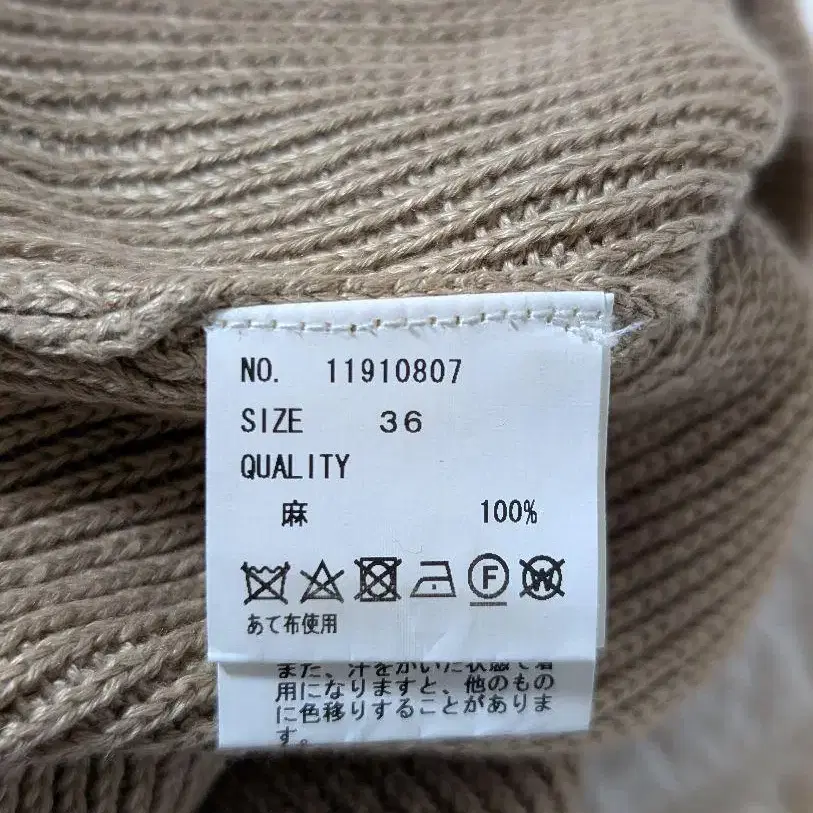 NO. 11910807
SIZE 36
QUALITY
麻 100%
F W
あて布使用
また、汗をかいた状態で着
用になりますと、他のもの
に色移りすることがありま
す。